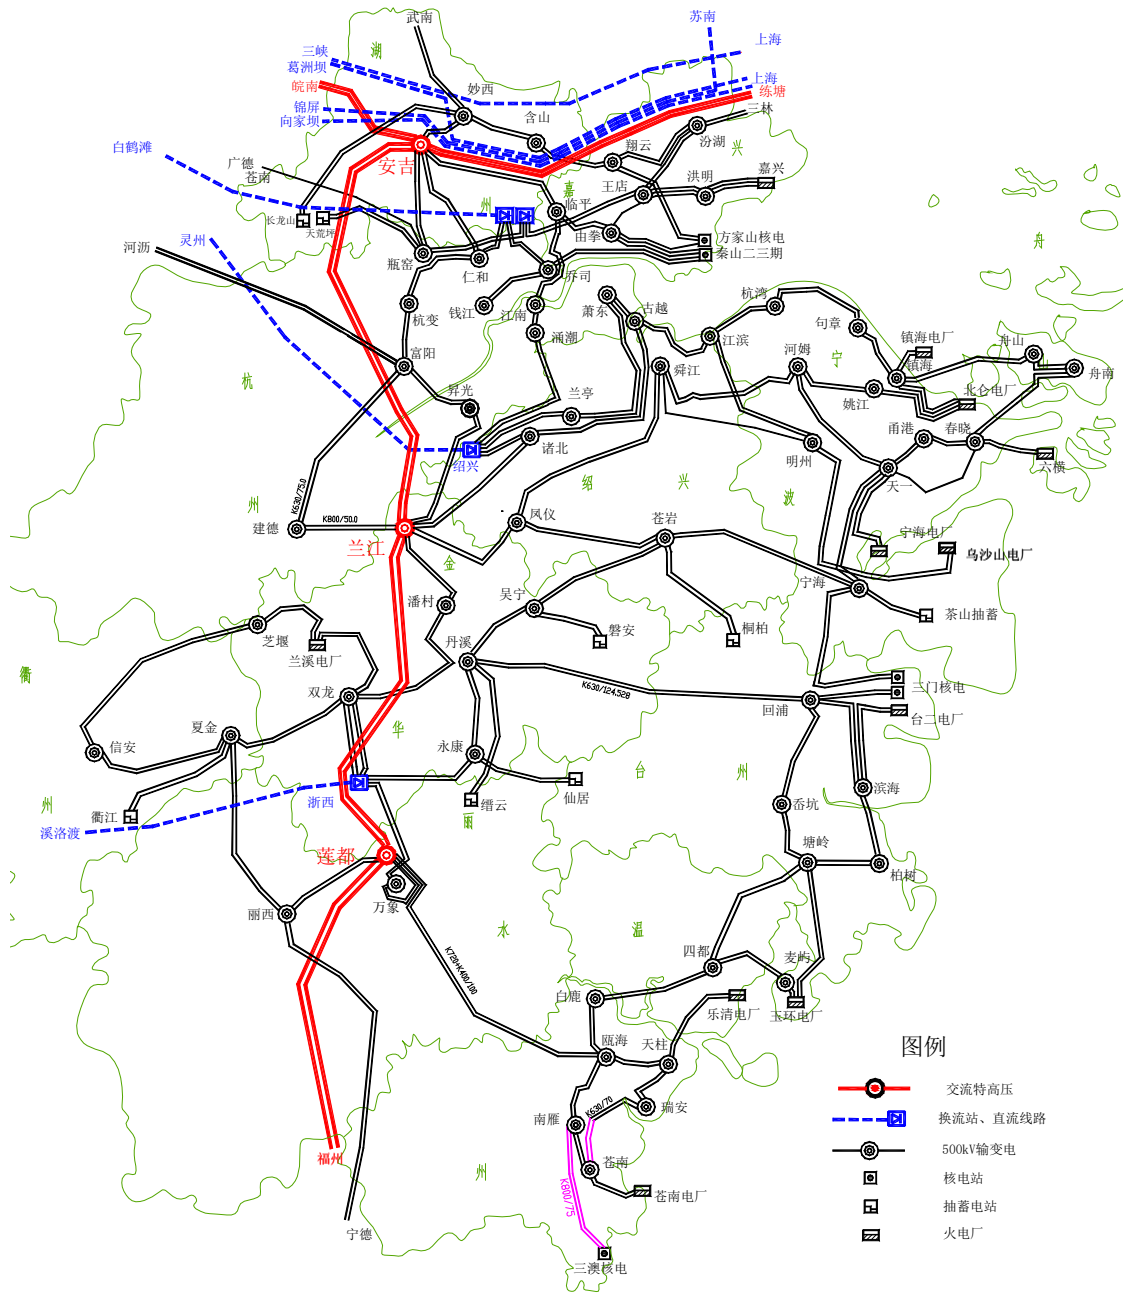 武南
苏南
上海
湖
三峡
葛洲坝
皖南
妙西
上海
练塘
锦屏
向家坝
含山
三林
白鹤滩
广德
苍南
安吉
翔云
汾湖
兴
王店
洪明
嘉兴
嘉
州
临平
长龙山
天荒坪
由拳
万家山核电
秦山二三期
舟
河沥
灵州
瓶窑
仁和
乔司
杭变
钱江
江南
萧东
古越
杭湾
句章
涌潮
江滨
镇海电厂
舟山
山
富阳
舜江
河姆
宁
镇海
舟南
杭
昇光
兰亭
姚江
北仑电厂
诸北
甬港
春晓
绍兴
明州
六横
天一
K630/75.0
绍
兴
波
州
建德
K800/50.0
兰江
凤仪
苍岩
宁海电厂
乌沙山电厂
金
宁海
潘村
吴宁
茶山抽蓄
芝堰
兰溪电厂
磐安
桐柏
丹溪
衢
双龙
K630/124.528
三门核电
回浦
台二电厂
夏金
信安
华
永康
台
州
州
衢江
浙西
缙云
仙居
滨海
溪洛渡
丽
岙坑
莲都
塘岭
柏树
万象
丽西
水
温
K720+K400/100
四都
麦屿
白鹿
乐清电厂
玉环电厂
瓯海
天柱
图例
交流特高压
K630/70
瑞安
南雁
换流站、直流线路
福州
500kV输变电
州
苍南
K800/75
苍南电厂
核电站
抽蓄电站
宁德
火电厂
三澳核电